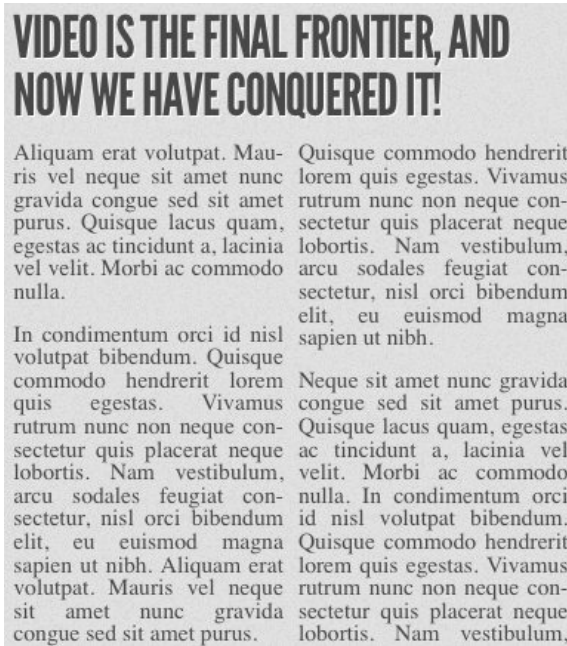 VIDEO IS THE FINAL FRONTIER, AND
NOW WE HAVE CONQUERED IT!
Aliquam erat volutpat. Mau-
ris vel neque sit amet nunc
gravida congue sed sit amet
purus. Quisque lacus quam,
egestas ac tincidunt a, lacinia
vel velit. Morbi ac commodo
nulla.
In condimentum orci id nisl
volutpat bibendum. Quisque
commodo hendrerit lorem
quis egestas. Vivamus
rutrum nunc non neque con-
sectetur quis placerat neque
lobortis. Nam vestibulum,
arcu sodales feugiat con-
sectetur, nisl orci bibendum
elit, eu euismod magna
sapien ut nibh. Aliquam erat
volutpat. Mauris vel neque
sit amet nunc gravida
congue sed sit amet purus.
Quisque commodo hendrerit
lorem quis egestas. Vivamus
rutrum nunc non neque con-
sectetur quis placerat neque
lobortis. Nam vestibulum,
arcu sodales feugiat con-
sectetur, nisl orci bibendum
elit, eu euismod magna
sapien ut nibh.
Neque sit amet nunc gravida
congue sed sit amet purus.
Quisque lacus quam, egestas
ac tincidunt a, lacinia vel
velit. Morbi ac commodo
nulla. In condimentum orci
id nisl volutpat bibendum.
Quisque commodo hendrerit
lorem quis egestas. Vivamus
rutrum nunc non neque con-
sectetur quis placerat neque
lobortis. Nam vestibulum,